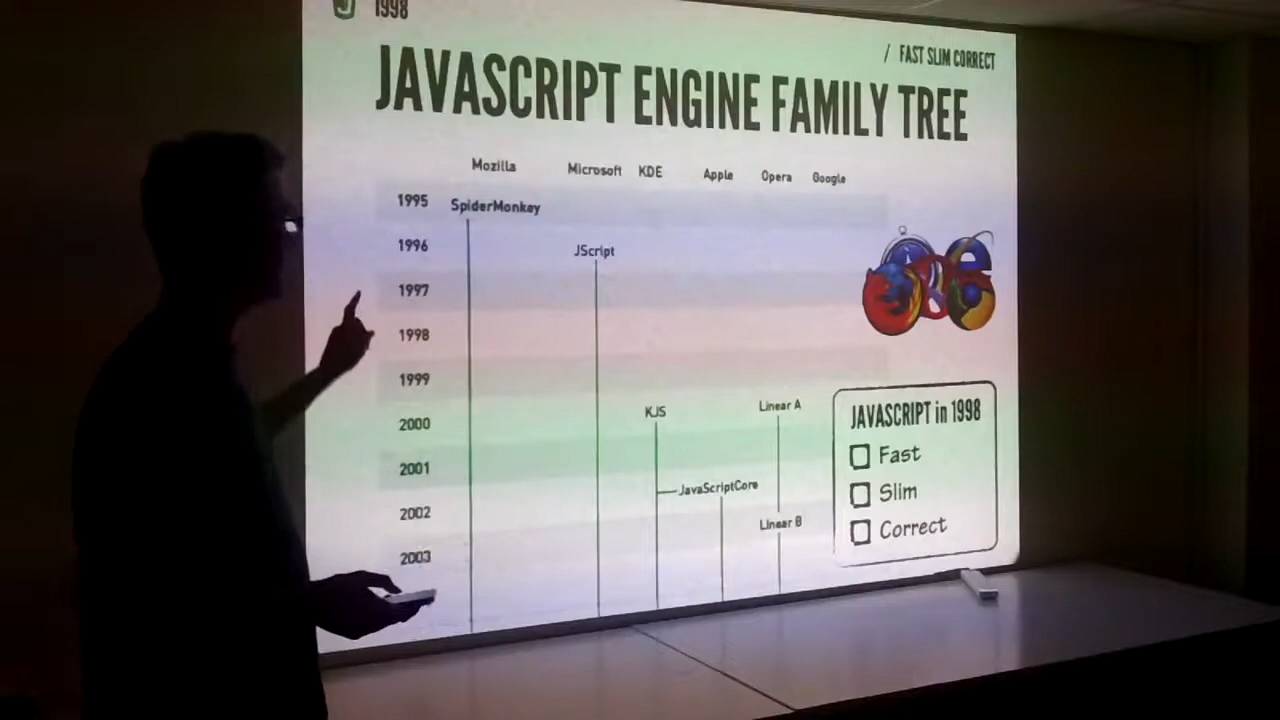 1998
/ FAST SLIM CORRECT
JAVASCRIPT ENGINE FAMILY TREE
Mozilla Microsoft KDE Apple Opera Google
1995 SpiderMonkey
1996 JScript
1997
1998
1999
2000 KJS Linear A
2001
JavaScriptCore
2002 Linear B
2003
JAVASCRIPT in 1998
Fast
Slim
Correct